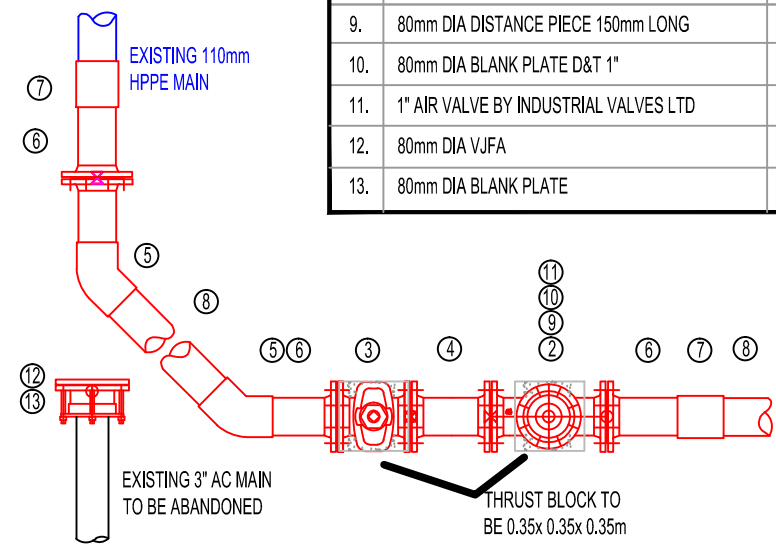 9. 80mm DIA DISTANCE PIECE 150mm LONG
10. 80mm DIA BLANK PLATE D&T 1"
11. 1" AIR VALVE BY INDUSTRIAL VALVES LTD
12. 80mm DIA VJFA
13. 80mm DIA BLANK PLATE
EXISTING 110mm
HPPE MAIN
7
6
5
8
11
10
9
2
5 6
3
4
6
7
8
12
13
EXISTING 3" AC MAIN
TO BE ABANDONED
THRUST BLOCK TO
BE 0.35x 0.35x 0.35m